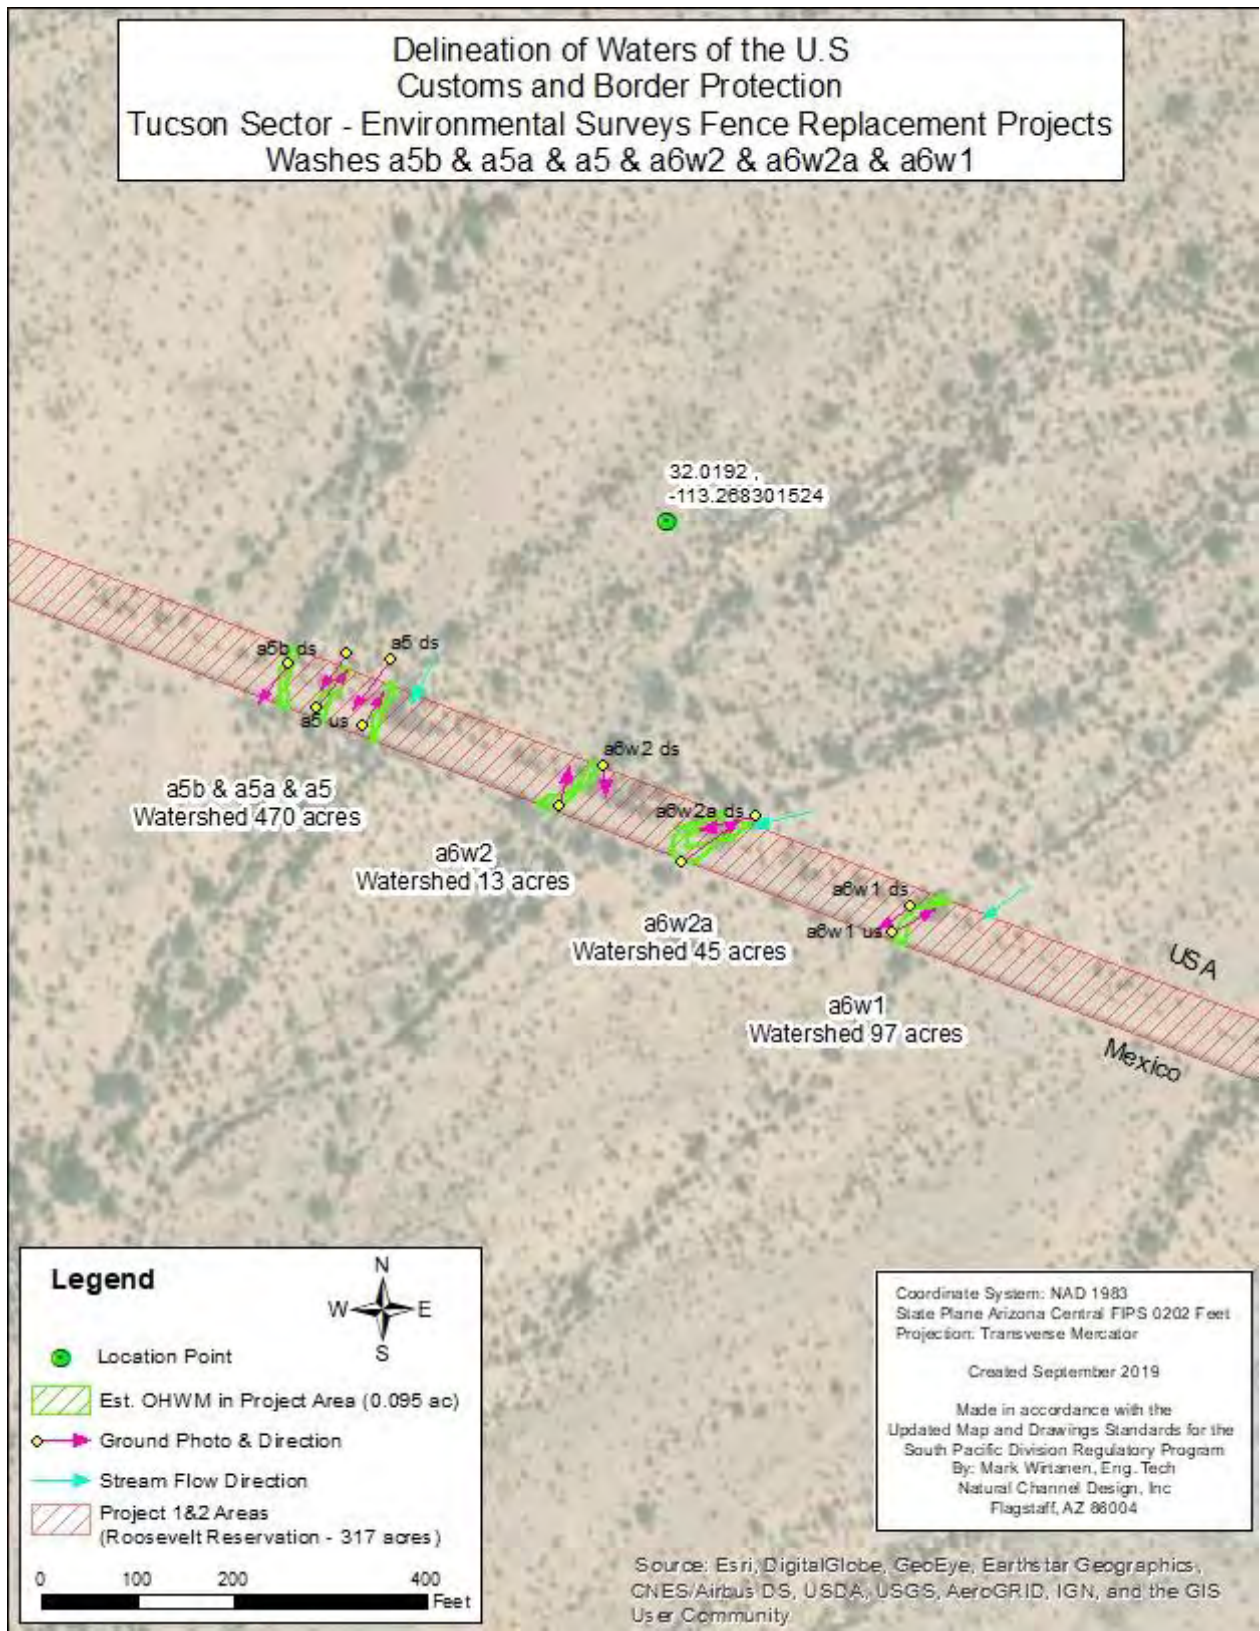 Delineation of Waters of the U.S
Customs and Border Protection
Tucson Sector - Environmental Surveys Fence Replacement Projects
Washes a5b & a5a & a5 & a6w2 & a6w2a & a6w1
32.0192 ,
-113.268301524
a5b ds
a5 ds
a5 us
a6w2 ds
a5b & a5a & a5
Watershed 470 acres
a6w2a ds
a6w2
Watershed 13 acres
a6w1 ds
a6w1 us
a6w2a
Watershed 45 acres
USA
a6w1
Watershed 97 acres
Mexico
Legend
N
W
E
S
Location Point
Est. OHWM in Project Area (0.095 ac)
Ground Photo & Direction
Stream Flow Direction
Project 1&2 Areas
(Roosevelt Reservation - 317 acres)
0 100 200 400
Feet
Coordinate System: NAD 1983
State Plane Arizona Central FIPS 0202 Feet
Projection: Transverse Mercator
Created September 2019
Made in accordance with the
Updated Map and Drawings Standards for the
South Pacific Division Regulatory Program
By: Mark Wirtanen, Eng. Tech
Natural Channel Design, Inc
Flagstaff, AZ 86004
Source: Esri, DigitalGlobe, GeoEye, Earthstar Geographics,
CNES/Airbus DS, USDA, USGS, AeroGRID, IGN, and the GIS
User Community